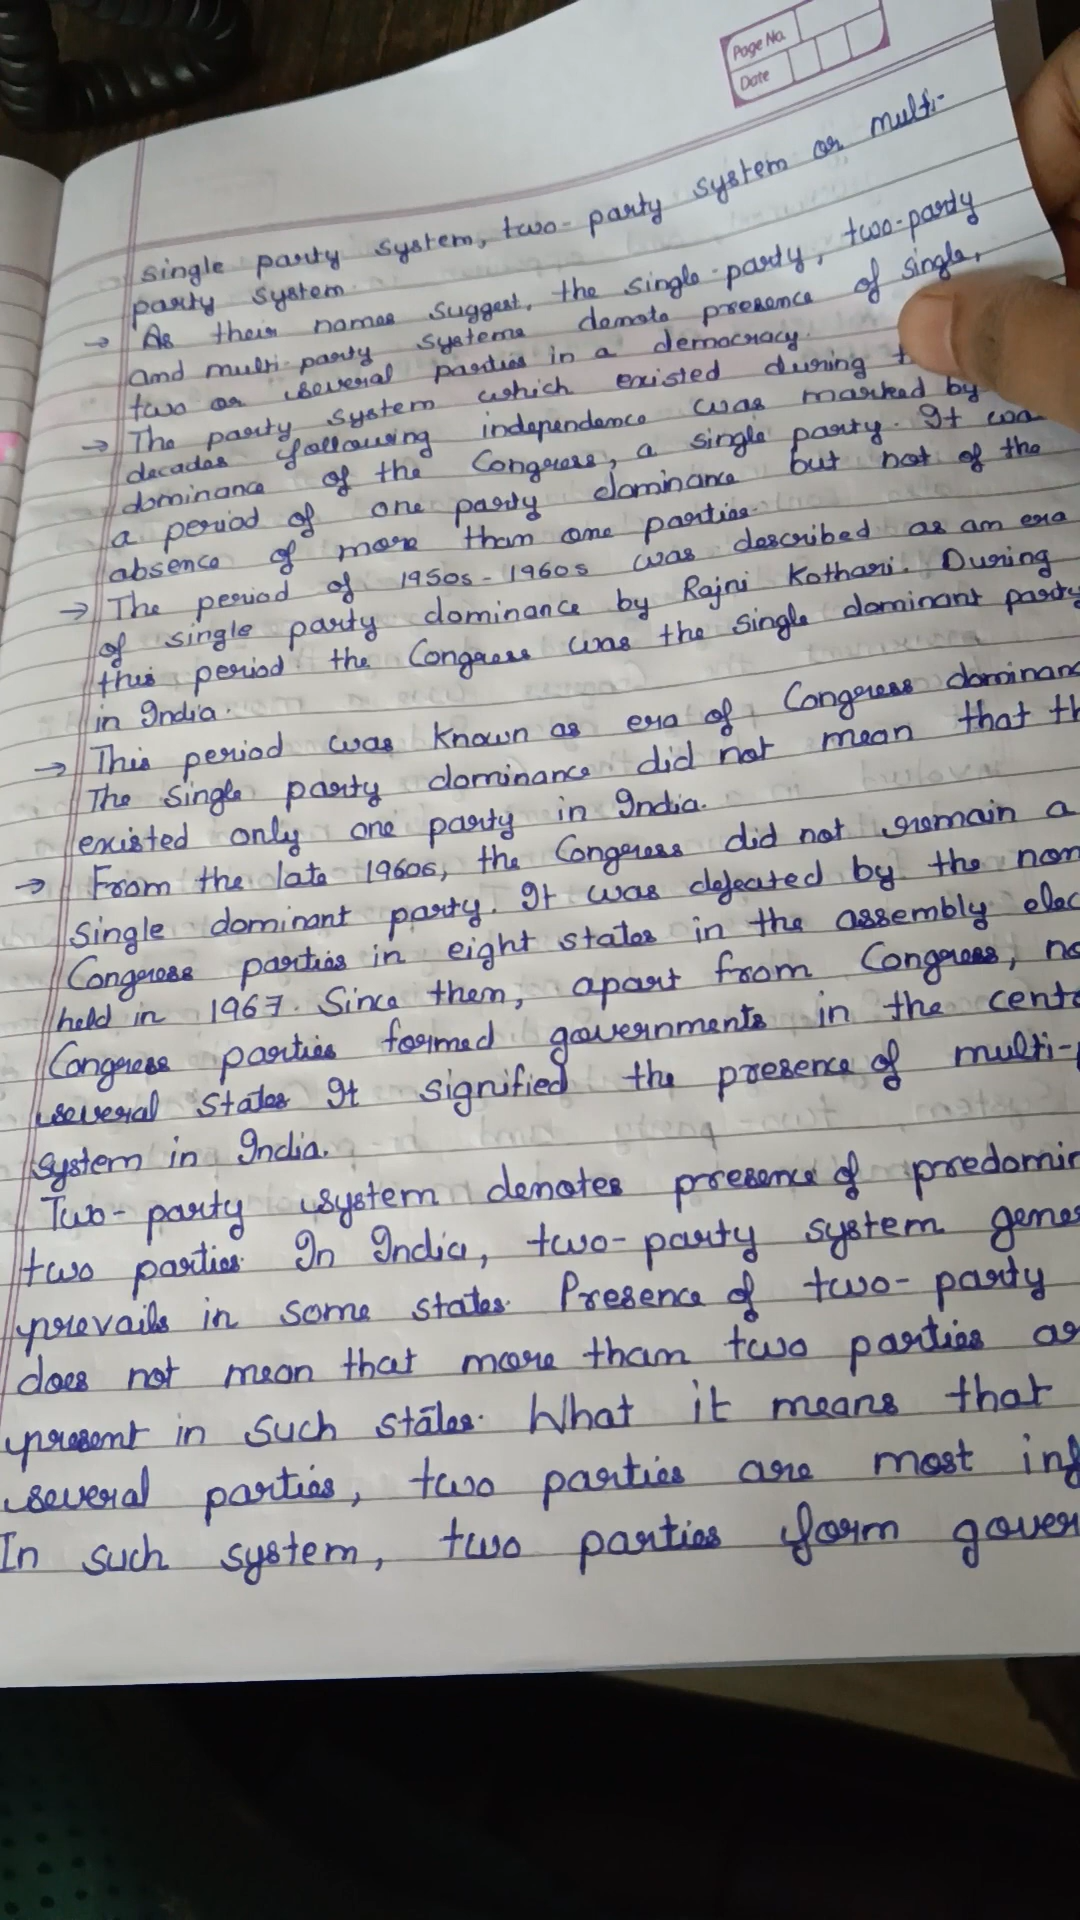 Page No.
Date
single party system, two-party system or multi-
party system.
→ As their names suggest, the single-party, two-party
and multi-party systems denote presence of single,
two or several parties in a democracy.
→ The party system which existed during
decades following independence was marked by
dominance of the Congress, a single party. It
a period of one party dominance but not of the
absence of more than one parties.
→ The period of 1950s-1960s was described as an era
of single party dominance by Rajni Kothari. During
this period the Congress was the single dominant party
in India.
→ This period was known as era of Congress
The Single party dominance did not mean that
existed only one party in India.
→ From the late 1960s, the Congress did not remain a
single dominant party. It was defeated by the
Congress parties in eight states in the assembly
held in 1967. Since then, apart from Congress,
Congress parties formed governments in the
several states It signified the presence of multi-
system in India.
Two-party system denotes presence of
two parties. In India, two-party system
prevails in some states. Presence of two-party
does not mean that more than two parties
present in such states. What it means that
several parties, two parties are most
In such system, two parties form